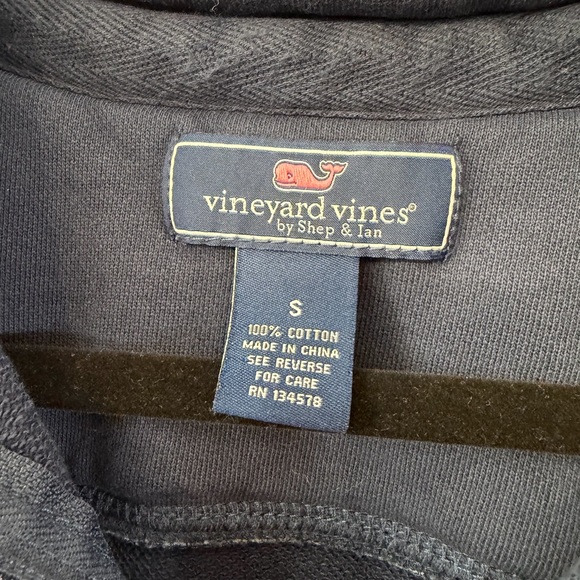 vineyard vines®
by Shep & Ian
S
100% COTTON
MADE IN CHINA
SEE REVERSE
FOR CARE
RN 134578